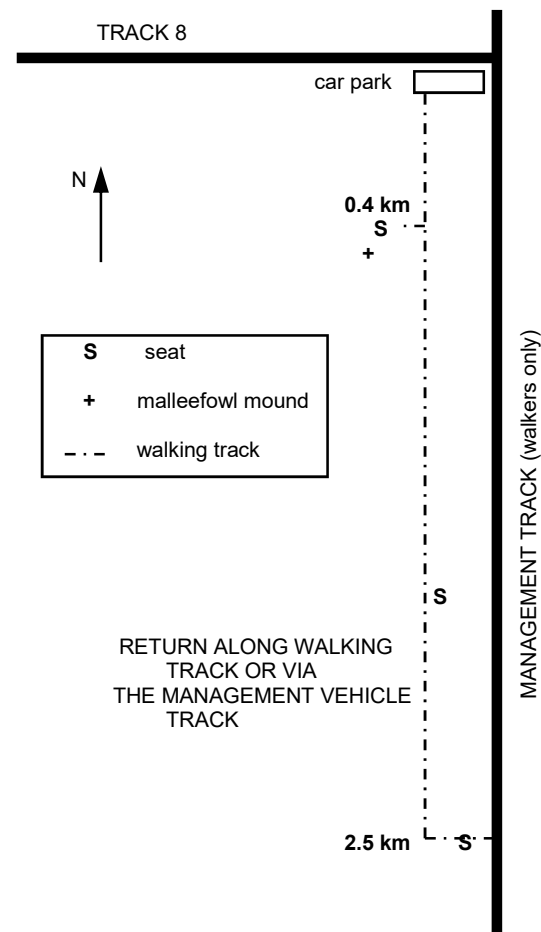 TRACK 8
car park
N
0.4 km
S
+
S seat
+ malleefowl mound
walking track
MANAGEMENT TRACK (walkers only)
S
RETURN ALONG WALKING
TRACK OR VIA
THE MANAGEMENT VEHICLE
TRACK
2.5 km
S